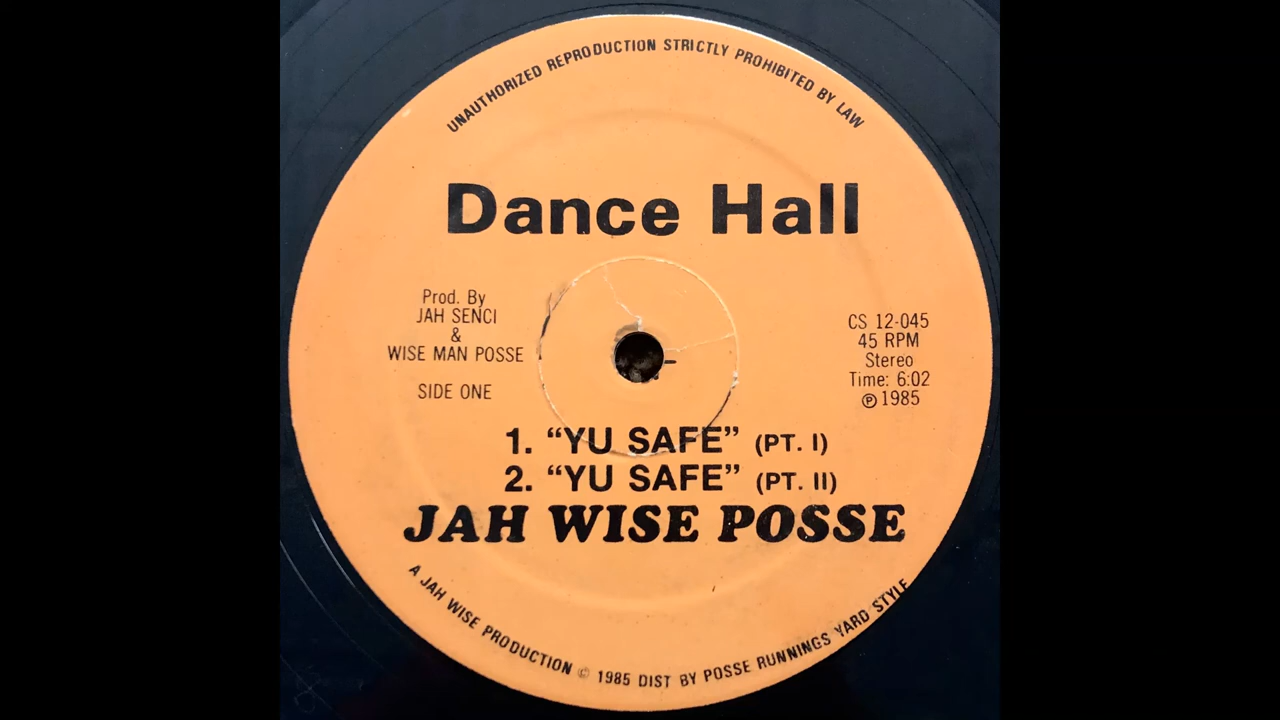 UNAUTHORIZED REPRODUCTION STRICTLY PROHIBITED BY LAW
Dance Hall
Prod. By
JAH SENCI
&
WISE MAN POSSE
SIDE ONE
CS 12-045
45 RPM
Stereo
Time: 6:02
℗ 1985
1. “YU SAFE” (PT. I)
2. “YU SAFE” (PT. II)
JAH WISE POSSE
A JAH WISE PRODUCTION © 1985 DIST BY POSSE RUNNINGS YARD STYLE